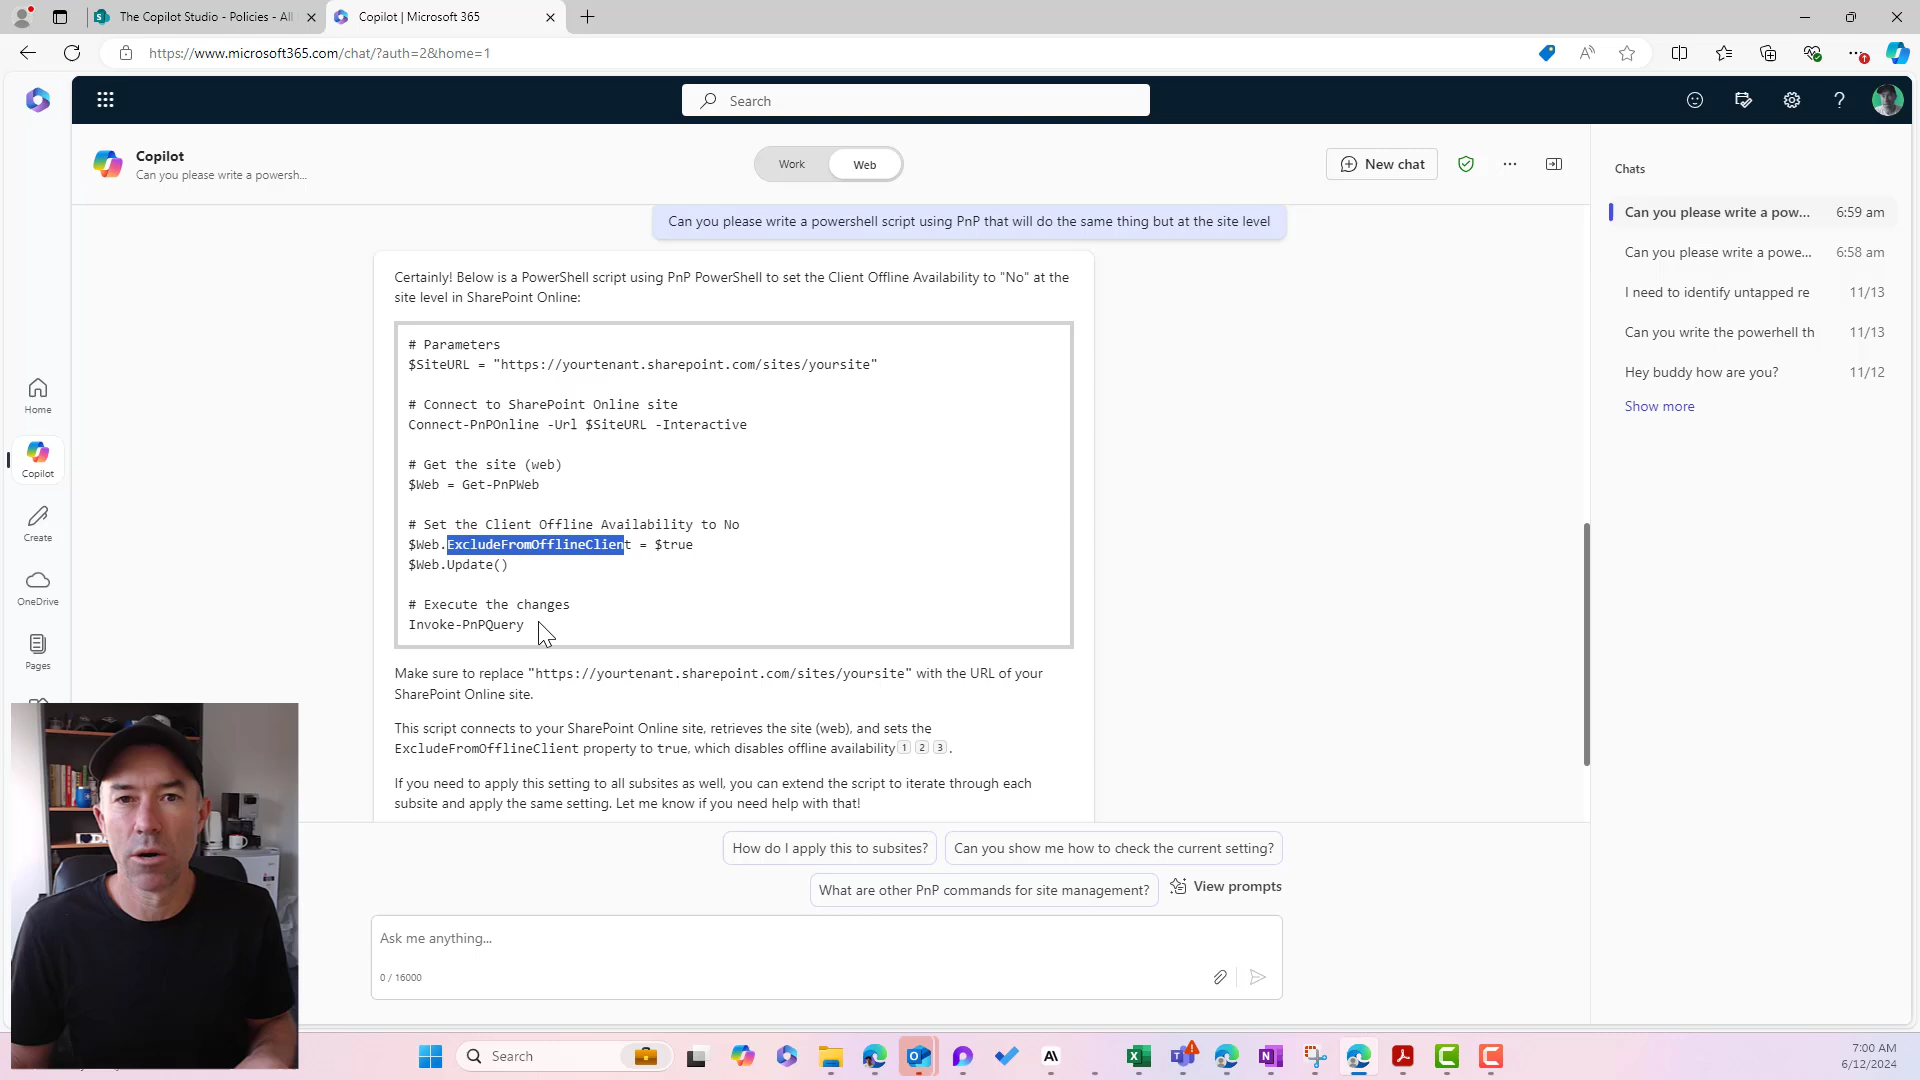 The Copilot Studio - Policies - All
Copilot | Microsoft 365
https://www.microsoft365.com/chat/?auth=2&home=1
Search
Copilot
Can you please write a powersh...
Work
Web
New chat
Chats
Can you please write a pow... 6:59 am
Can you please write a powe... 6:58 am
I need to identify untapped re 11/13
Can you write the powerhell th 11/13
Hey buddy how are you? 11/12
Show more
Home
Copilot
Create
OneDrive
Pages
Can you please write a powershell script using PnP that will do the same thing but at the site level
Certainly! Below is a PowerShell script using PnP PowerShell to set the Client Offline Availability to "No" at the
site level in SharePoint Online:
# Parameters
$SiteURL = "https://yourtenant.sharepoint.com/sites/yoursite"
# Connect to SharePoint Online site
Connect-PnPOnline -Url $SiteURL -Interactive
# Get the site (web)
$Web = Get-PnPWeb
# Set the Client Offline Availability to No
$Web.ExcludeFromOfflineClient = $true
$Web.Update()
# Execute the changes
Invoke-PnPQuery
Make sure to replace "https://yourtenant.sharepoint.com/sites/yoursite" with the URL of your
SharePoint Online site.
This script connects to your SharePoint Online site, retrieves the site (web), and sets the
ExcludeFromOfflineClient property to true, which disables offline availability 1 2 3 .
If you need to apply this setting to all subsites as well, you can extend the script to iterate through each
subsite and apply the same setting. Let me know if you need help with that!
How do I apply this to subsites?
Can you show me how to check the current setting?
What are other PnP commands for site management?
View prompts
Ask me anything...
0 / 16000
Search
7:00 AM
6/12/2024